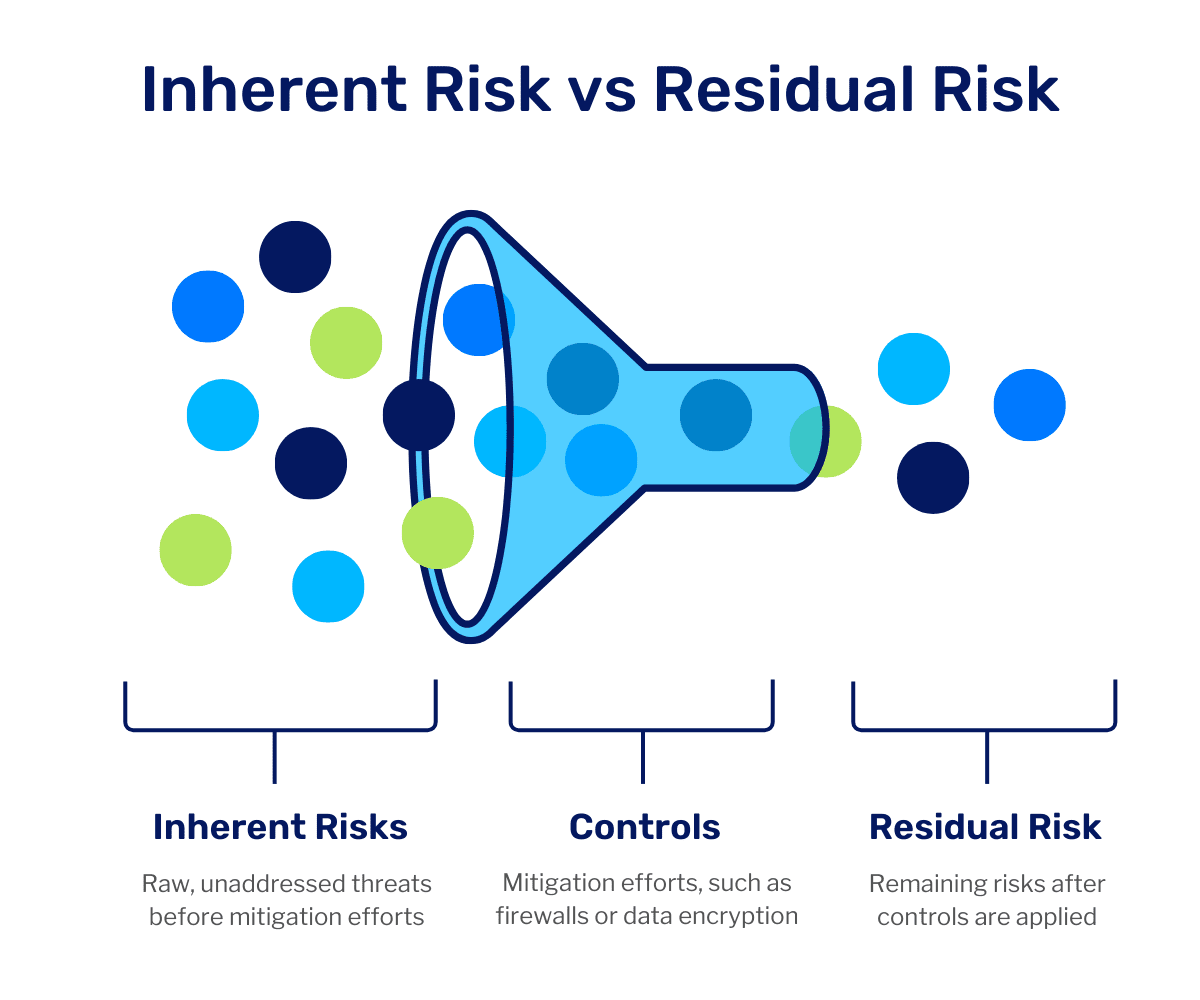 Inherent Risk vs Residual Risk
Inherent Risks
Raw, unaddressed threats
before mitigation efforts
Controls
Mitigation efforts, such as
firewalls or data encryption
Residual Risk
Remaining risks after
controls are applied